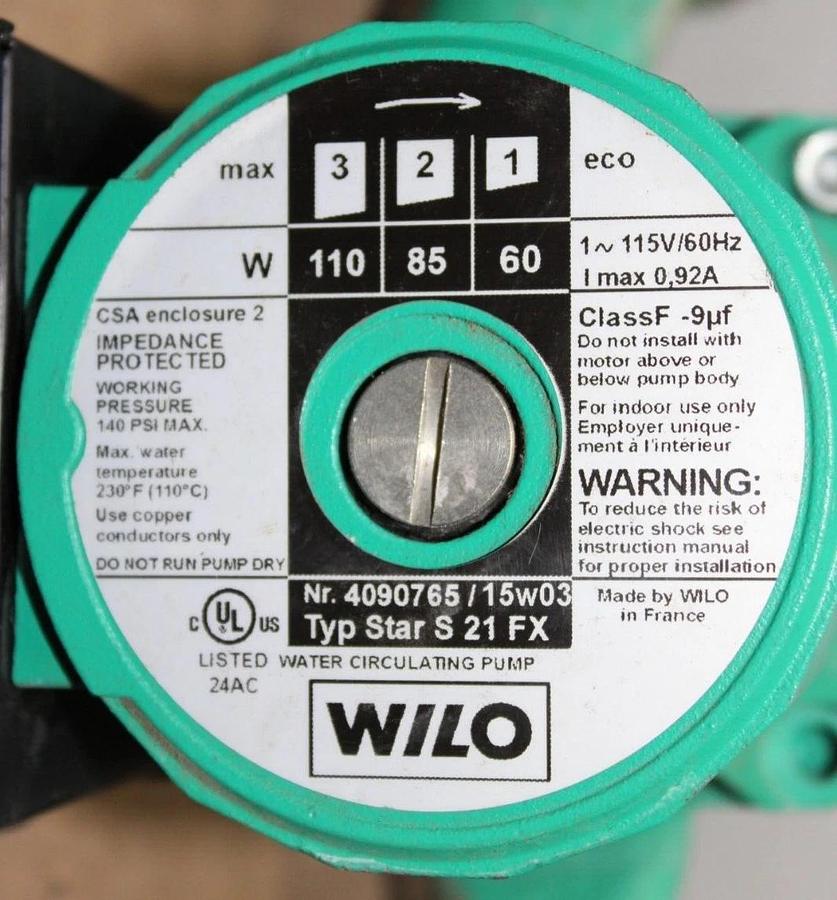 max 3 2 1 eco
W 110 85 60
1~ 115V/60Hz
I max 0,92A
CSA enclosure 2
IMPEDANCE
PROTECTED
WORKING
PRESSURE
140 PSI MAX.
Max. water
temperature
230°F (110°C)
Use copper
conductors only
DO NOT RUN PUMP DRY
ClassF -9µf
Do not install with
motor above or
below pump body
For indoor use only
Employer unique-
ment à l'intérieur
WARNING:
To reduce the risk of
electric shock see
instruction manual
for proper installation
Nr. 4090765 / 15w03
Typ Star S 21 FX
C UL US
LISTED WATER CIRCULATING PUMP
24AC
Made by WILO
in France
WILO